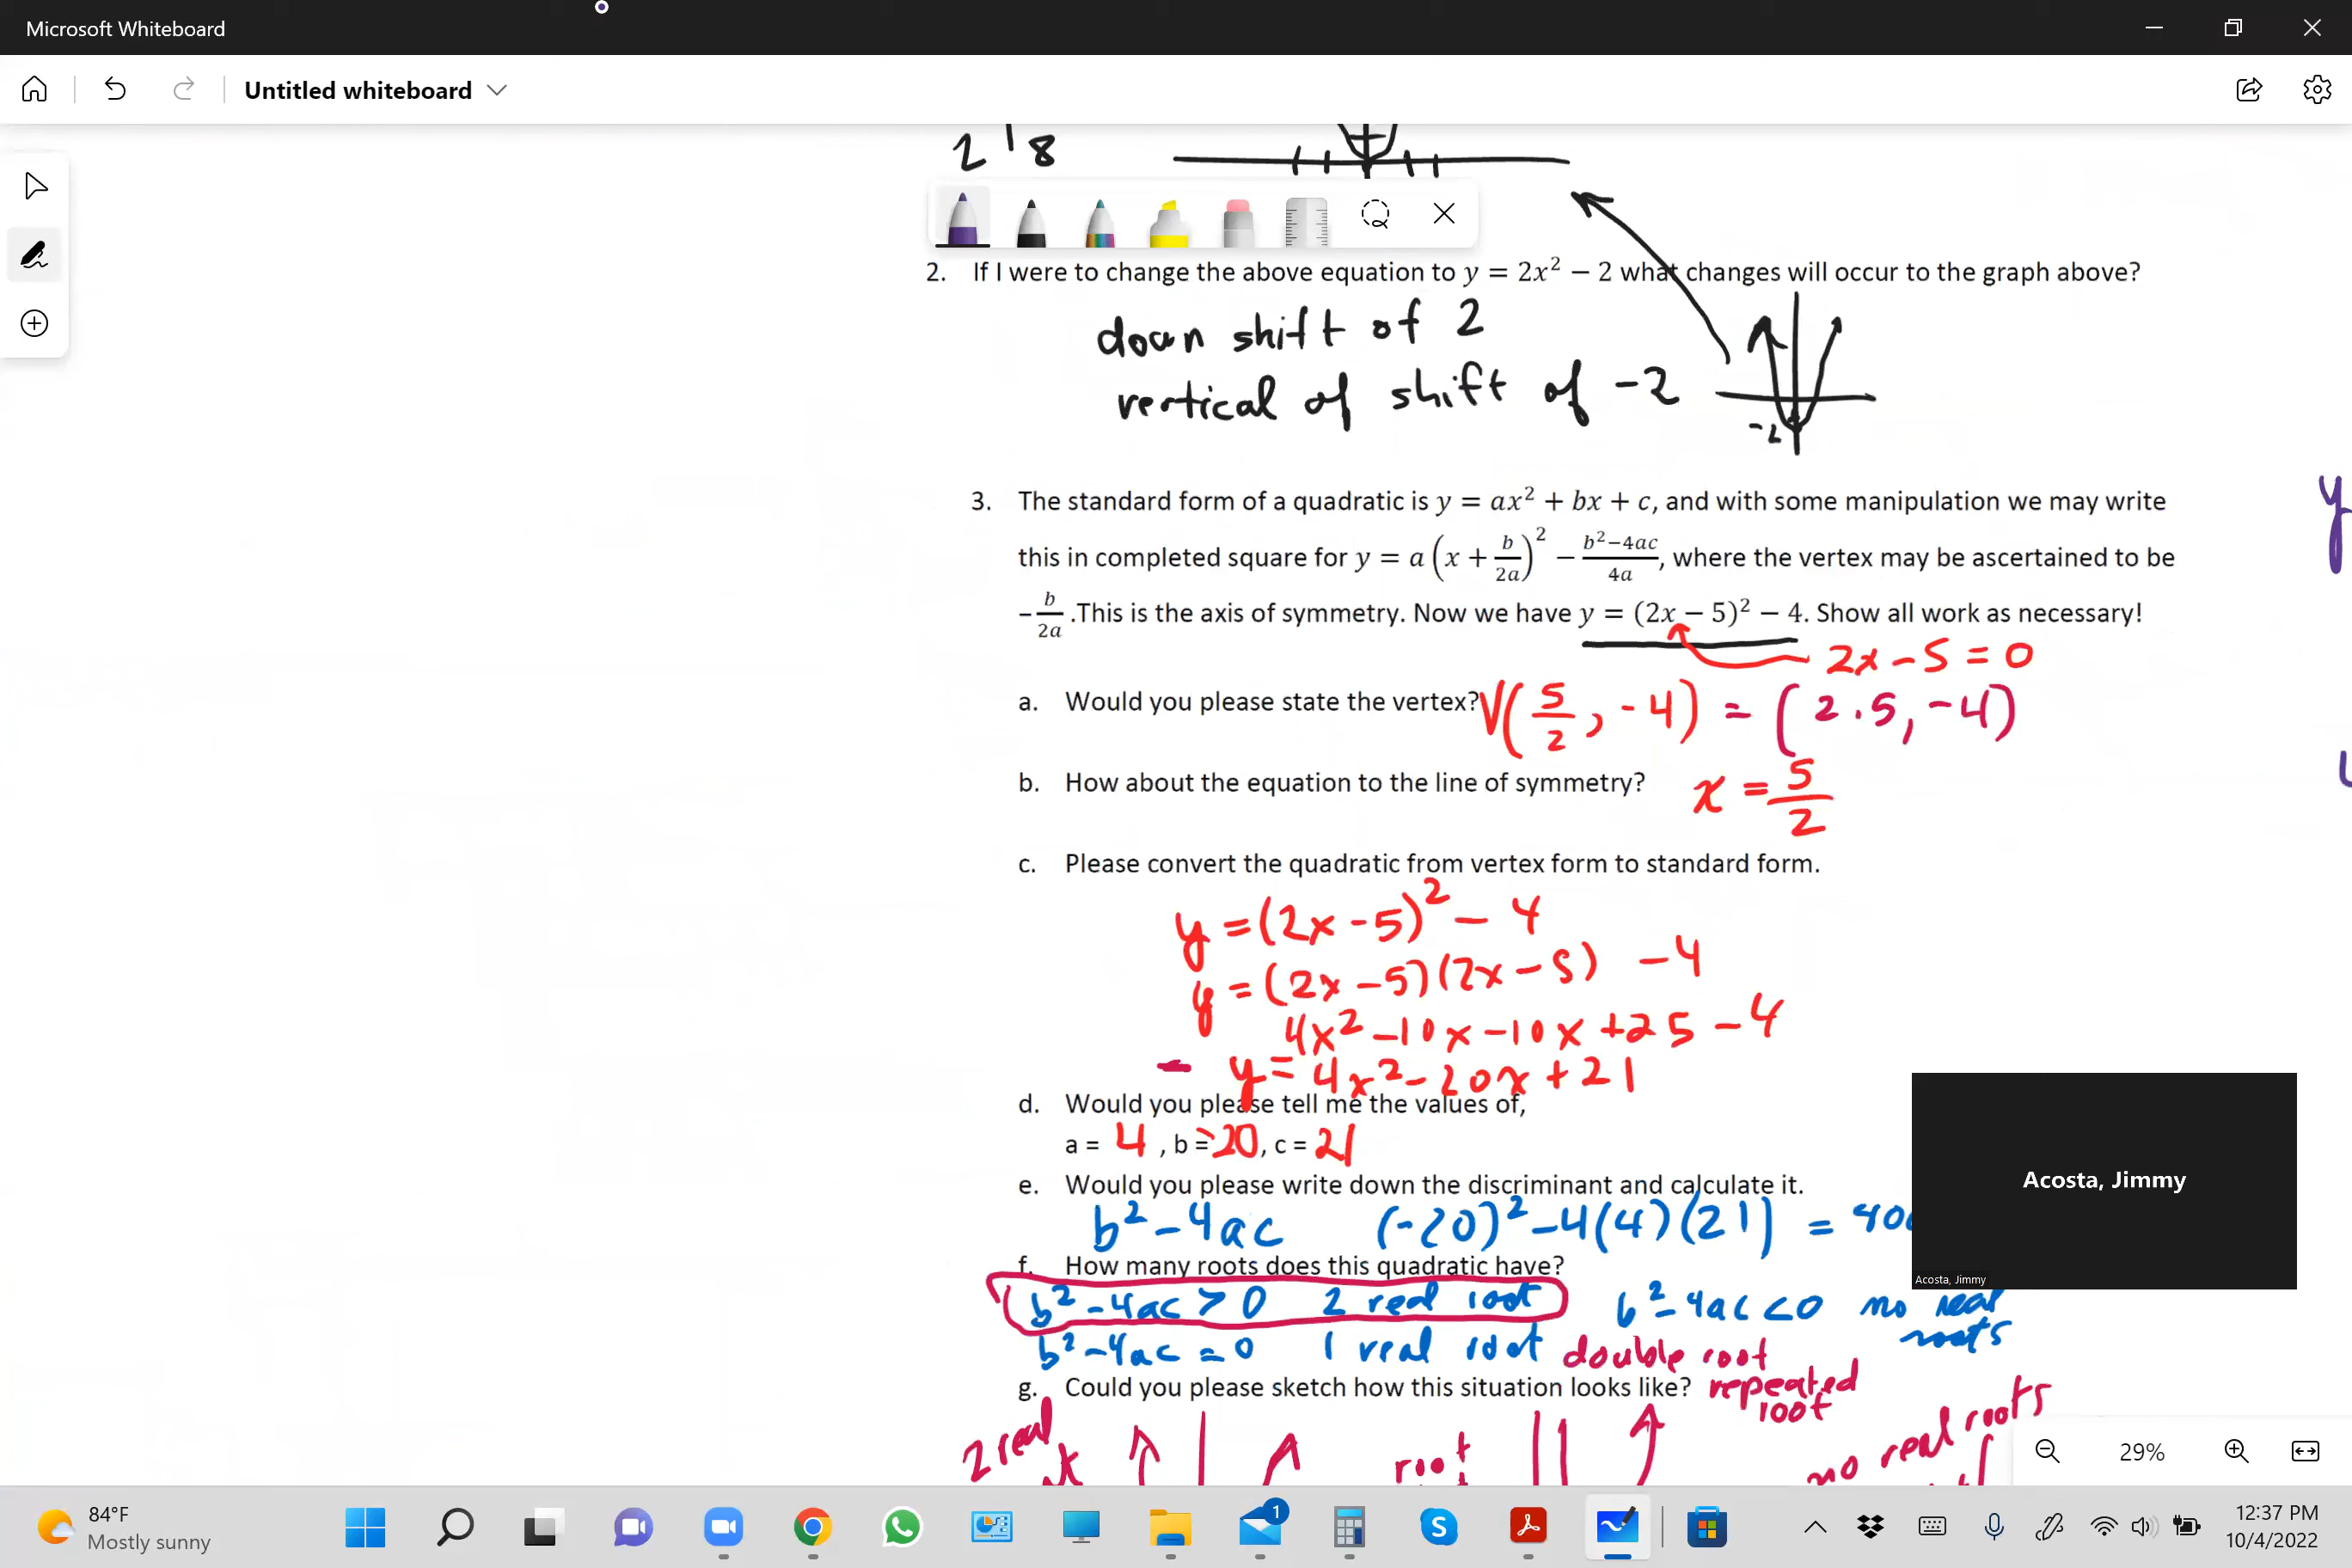 Microsoft Whiteboard
Untitled whiteboard
2 8
2. If I were to change the above equation to y = 2x² − 2 what changes will occur to the graph above?
down shift of 2
vertical of shift of -2
-2
3. The standard form of a quadratic is y = ax² + bx + c, and with some manipulation we may write
this in completed square for y = a(x + b/2a)² − (b²−4ac)/4a, where the vertex may be ascertained to be
y
- b/2a .This is the axis of symmetry. Now we have y = (2x − 5)² − 4. Show all work as necessary!
2x - 5 = 0
a. Would you please state the vertex? V(5/2, -4) = (2.5, -4)
b. How about the equation to the line of symmetry? x = 5/2
c. Please convert the quadratic from vertex form to standard form.
y = (2x - 5)² - 4
y = (2x - 5)(2x - 5) - 4
4x² - 10x - 10x + 25 - 4
- y = 4x² - 20x + 21
d. Would you please tell me the values of,
a = 4 , b = -20, c = 21
e. Would you please write down the discriminant and calculate it.
b² - 4ac (-20)² - 4(4)(21) = 400
f. How many roots does this quadratic have?
b² - 4ac > 0 2 real root b² - 4ac < 0 no real roots
b² - 4ac = 0 1 real root double root
g. Could you please sketch how this situation looks like? repeated root
2 real
root
no real roots
Acosta, Jimmy
Acosta, Jimmy
29%
84°F
Mostly sunny
1
12:37 PM
10/4/2022